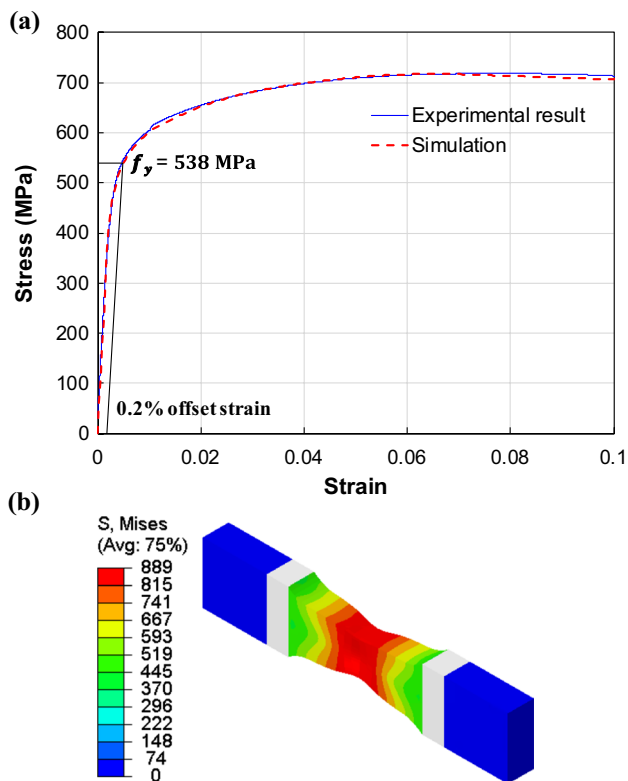 (a)
800
700
600
500
400
300
200
100
0
Stress (MPa)
Experimental result
Simulation
f_y = 538 MPa
0.2% offset strain
0 0.02 0.04 0.06 0.08 0.1
Strain
(b)
S, Mises
(Avg: 75%)
889
815
741
667
593
519
445
370
296
222
148
74
0